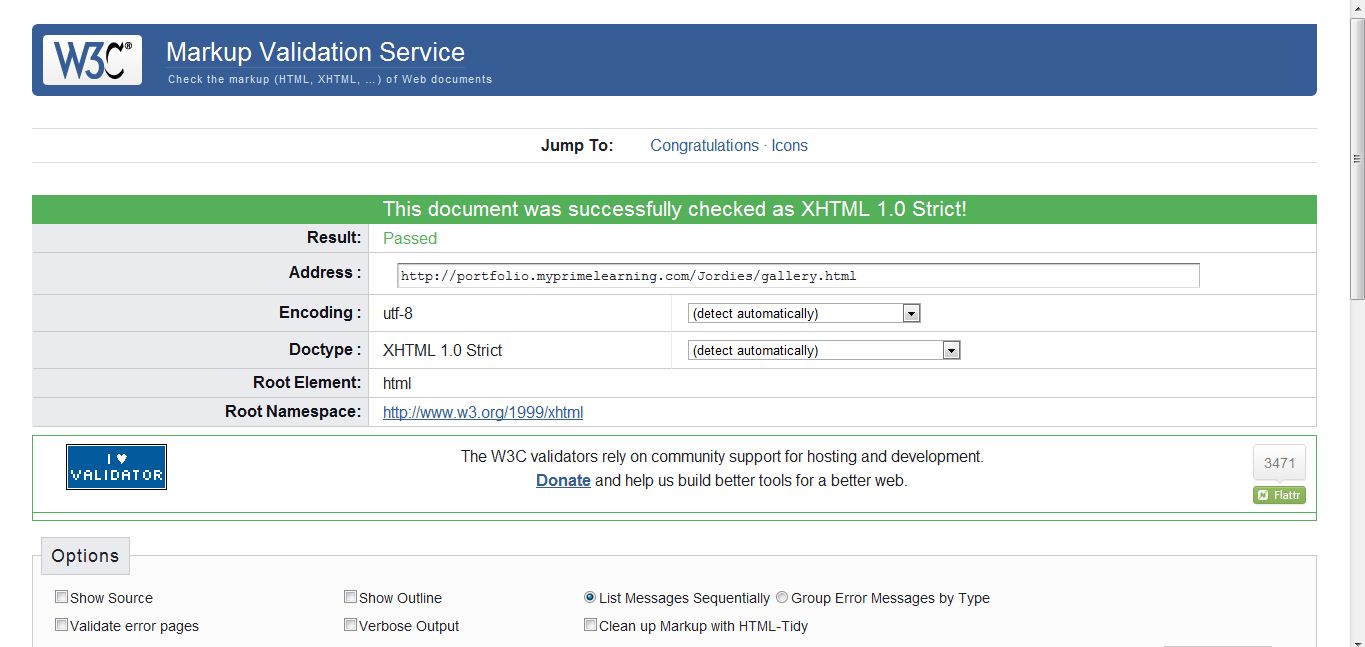 W3C®
Markup Validation Service
Check the markup (HTML, XHTML, …) of Web documents
Jump To: Congratulations · Icons
This document was successfully checked as XHTML 1.0 Strict!
Result: Passed
Address : http://portfolio.myprimelearning.com/Jordies/gallery.html
Encoding : utf-8 (detect automatically)
Doctype : XHTML 1.0 Strict (detect automatically)
Root Element: html
Root Namespace: http://www.w3.org/1999/xhtml
I ♥
VALIDATOR
The W3C validators rely on community support for hosting and development.
Donate and help us build better tools for a better web.
3471
Flattr
Options
Show Source Show Outline List Messages Sequentially Group Error Messages by Type
Validate error pages Verbose Output Clean up Markup with HTML-Tidy